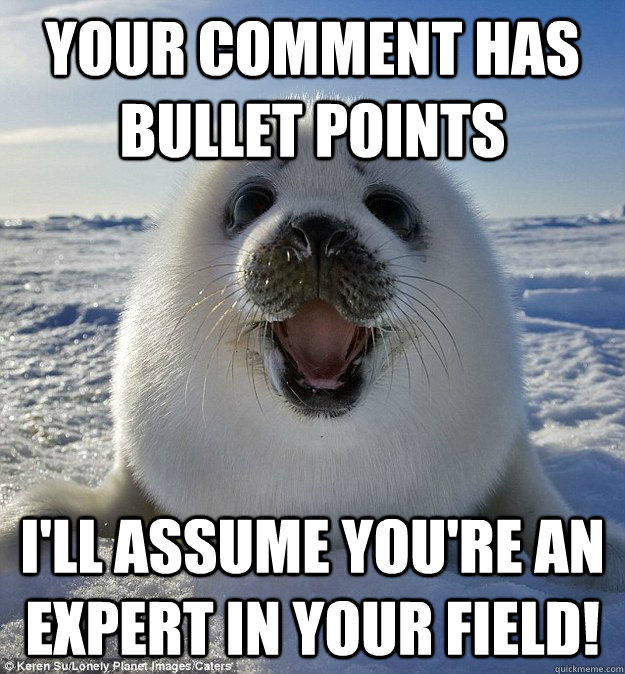 YOUR COMMENT HAS
BULLET POINTS
I'LL ASSUME YOU'RE AN
EXPERT IN YOUR FIELD!
© Keren Su/Lonely Planet Images/Caters
quickmeme.com